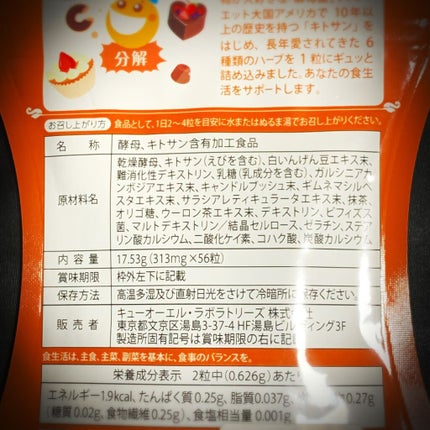 エット大国アメリカで10年以
上の歴史を持つ「キトサン」を
はじめ、長年愛されてきた6
種類のハーブを1粒にギュッと
詰め込みました。あなたの食生
活をサポートします。
分解
お召し上がり方 食品として、1日2~4粒を目安に水またはぬるま湯でお召し上がりください。
名称 酵母、キトサン含有加工食品
原材料名 乾燥酵母、キトサン(えびを含む)、白いんげん豆エキス末、
難消化性デキストリン、乳糖(乳成分を含む)、ガルシニアカ
ンボジアエキス末、キャンドルブッシュ末、ギムネマシルベ
スタエキス末、サラシアレティキュラータエキス末、抹茶、
オリゴ糖、ウーロン茶エキス末、デキストリン、ビフィズス
菌末、マルトデキストリン/結晶セルロース、ゼラチン、ステア
リン酸カルシウム、二酸化ケイ素、コハク酸、炭酸カルシウム
内容量 17.53g(313mg×56粒)
賞味期限 枠外左下に記載
保存方法 高温多湿及び直射日光をさけて冷暗所に保存ください。
販売者 キューオーエル・ラボラトリーズ 株式会社
東京都文京区湯島3-37-4 HF湯島ビルディング3F
製造所固有記号は賞味期限の右に記載
食生活は、主食、主菜、副菜を基本に、食事のバランスを。
栄養成分表示 2粒中(0.626g)あたり
エネルギー1.9kcal、たんぱく質0.25g、脂質0.037g、炭水化物0.27g
(糖質0.02g、食物繊維0.25g)、食塩相当量0.001g